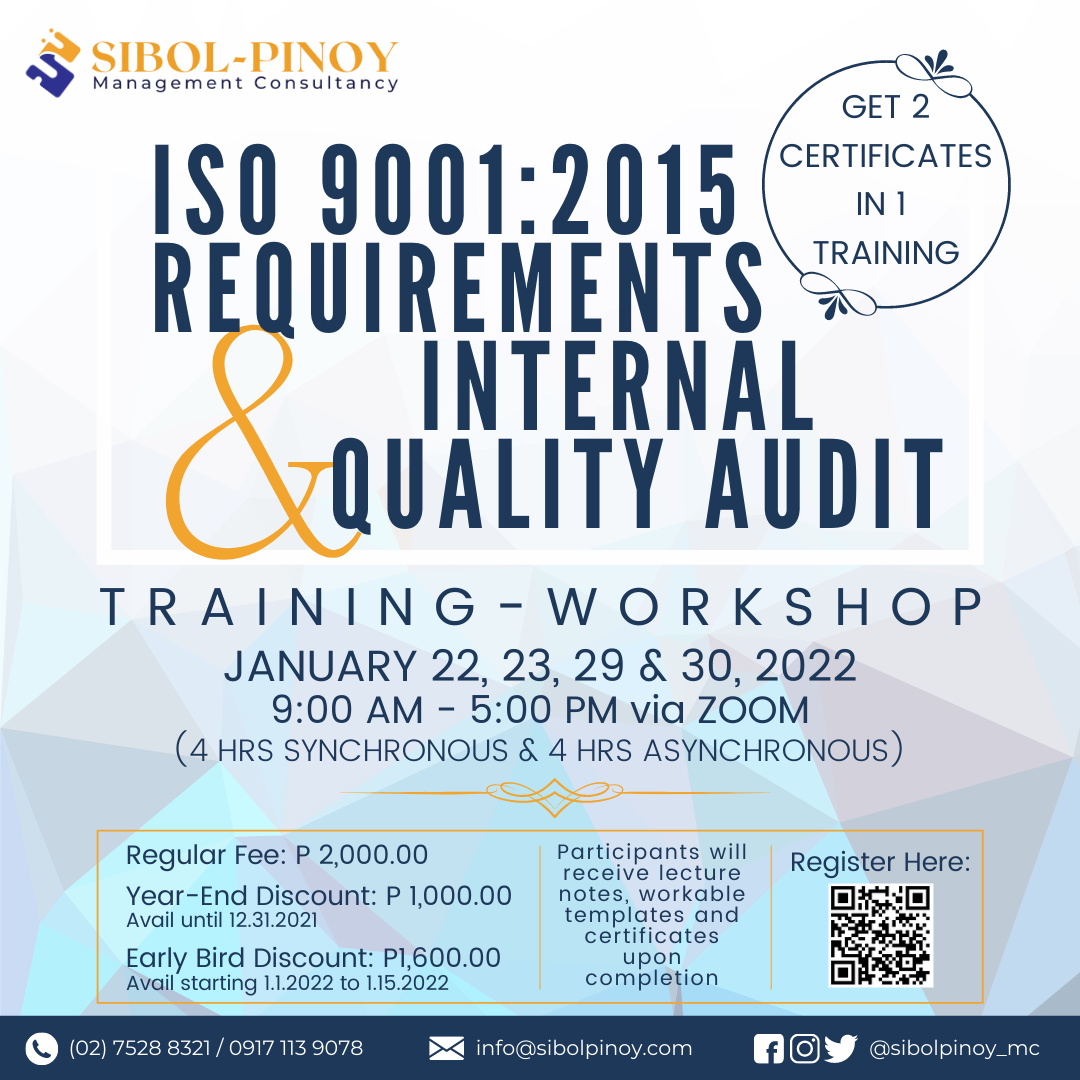 SIBOL-PINOY
Management Consultancy
GET 2
CERTIFICATES
IN 1
TRAINING
ISO 9001:2015
REQUIREMENTS
& INTERNAL
QUALITY AUDIT
TRAINING-WORKSHOP
JANUARY 22, 23, 29 & 30, 2022
9:00 AM - 5:00 PM via ZOOM
(4 HRS SYNCHRONOUS & 4 HRS ASYNCHRONOUS)
Regular Fee: P 2,000.00
Year-End Discount: P 1,000.00
Avail until 12.31.2021
Early Bird Discount: P1,600.00
Avail starting 1.1.2022 to 1.15.2022
Participants will
receive lecture
notes, workable
templates and
certificates
upon
completion
Register Here:
(02) 7528 8321 / 0917 113 9078
info@sibolpinoy.com
@sibolpinoy_mc